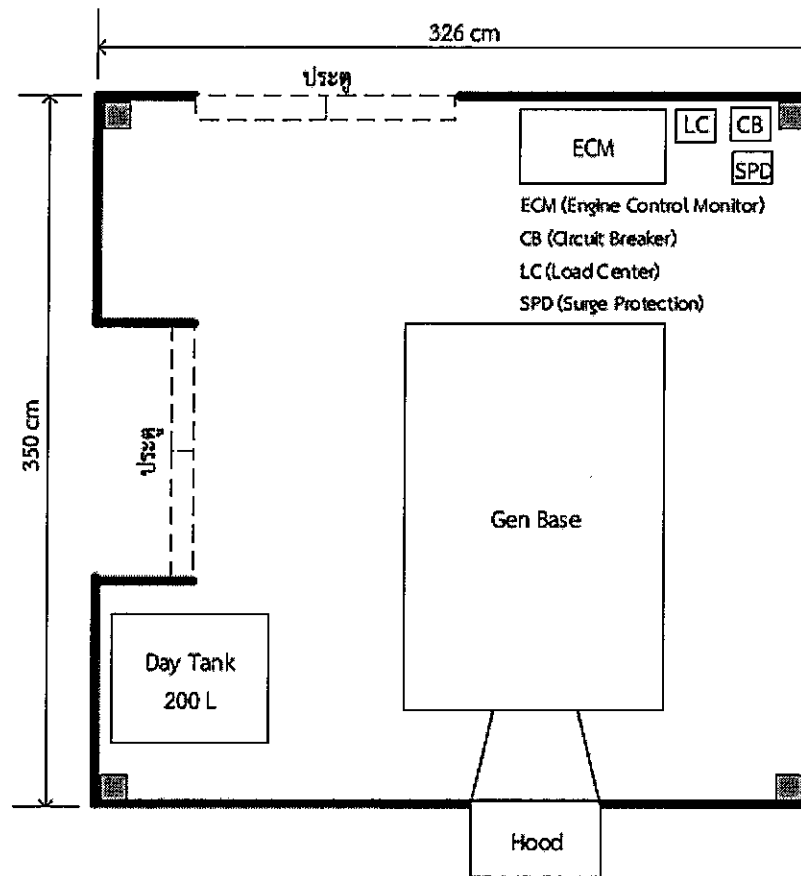 326 cm
ประตู
ECM
LC
CB
SPD
ECM (Engine Control Monitor)
CB (Circuit Breaker)
LC (Load Center)
SPD (Surge Protection)
350 cm
ประตู
Gen Base
Day Tank
200 L
Hood